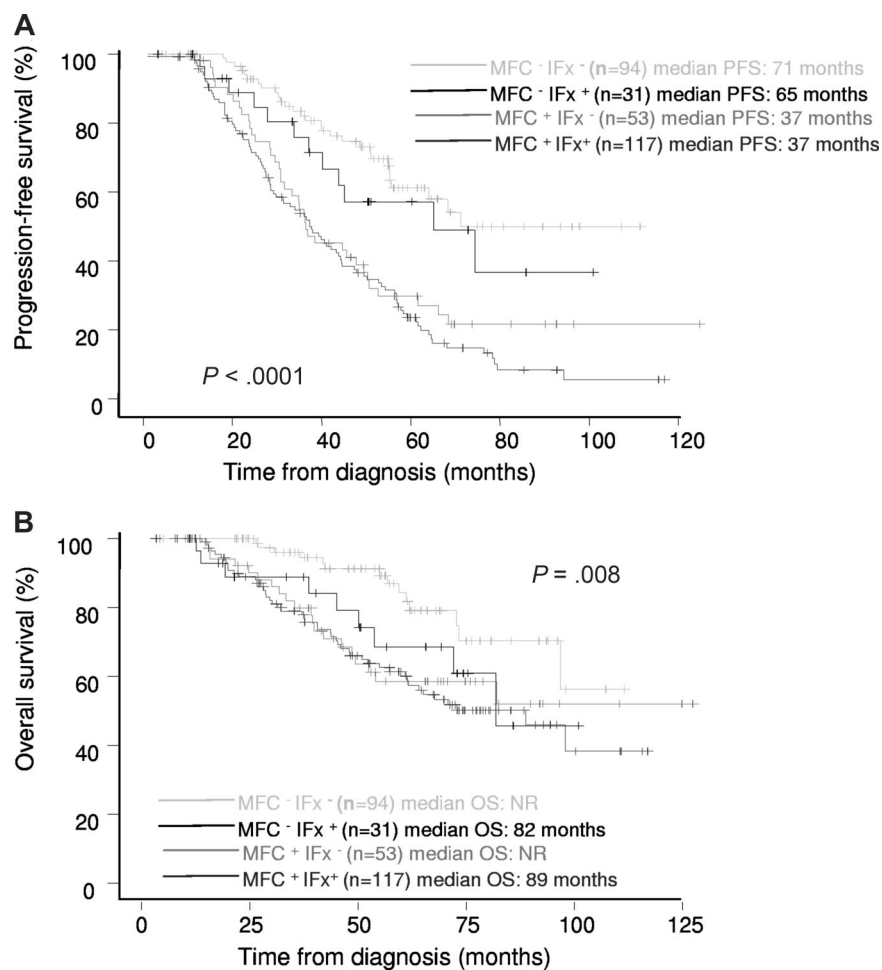 A
Progression-free survival (%)
100
80
60
40
20
0
MFC - IFx - (n=94) median PFS: 71 months
MFC - IFx + (n=31) median PFS: 65 months
MFC + IFx - (n=53) median PFS: 37 months
MFC + IFx+ (n=117) median PFS: 37 months
P < .0001
0 20 40 60 80 100 120
Time from diagnosis (months)
B
Overall survival (%)
100
80
60
40
20
0
P = .008
MFC - IFx - (n=94) median OS: NR
MFC - IFx + (n=31) median OS: 82 months
MFC + IFx - (n=53) median OS: NR
MFC + IFx+ (n=117) median OS: 89 months
0 25 50 75 100 125
Time from diagnosis (months)